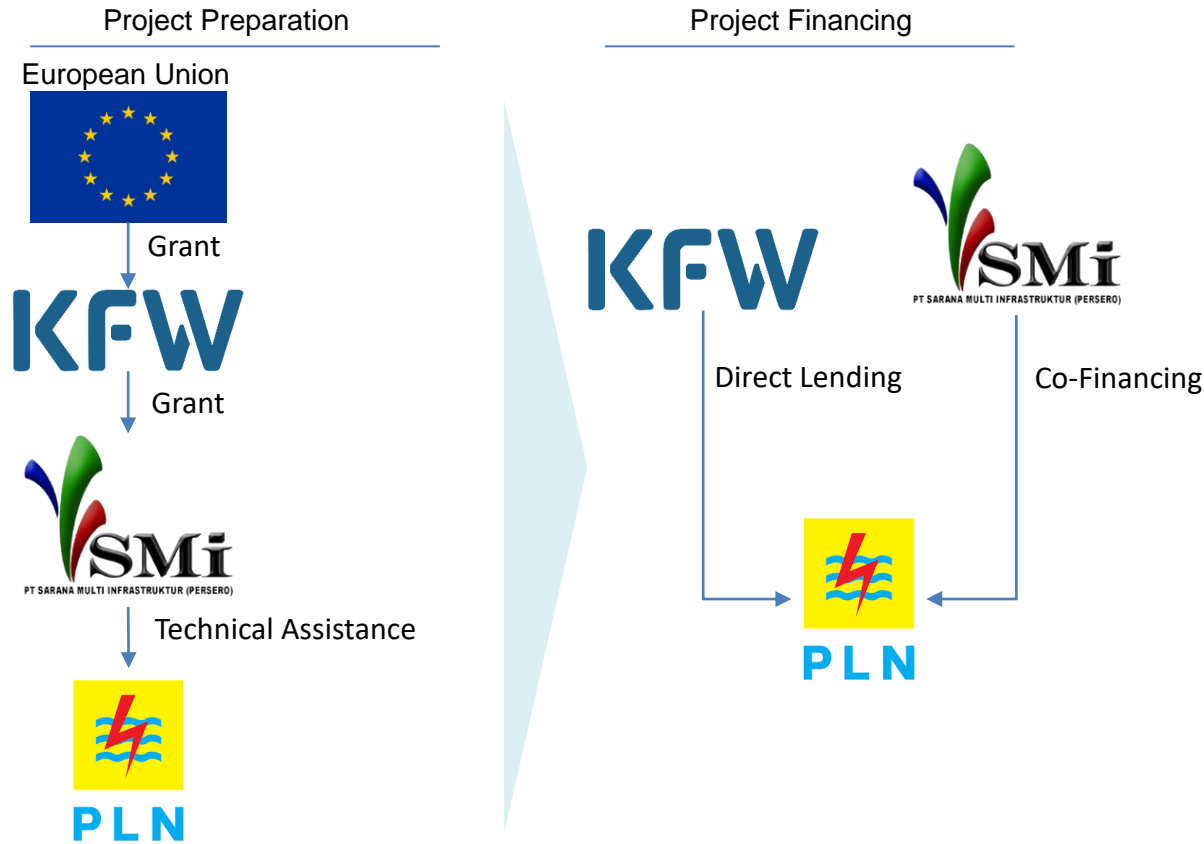 Project Preparation
European Union
Grant
KFW
Grant
SMi
PT SARANA MULTI INFRASTRUKTUR (PERSERO)
Technical Assistance
PLN
Project Financing
KFW
SMi
PT SARANA MULTI INFRASTRUKTUR (PERSERO)
Direct Lending
Co-Financing
PLN